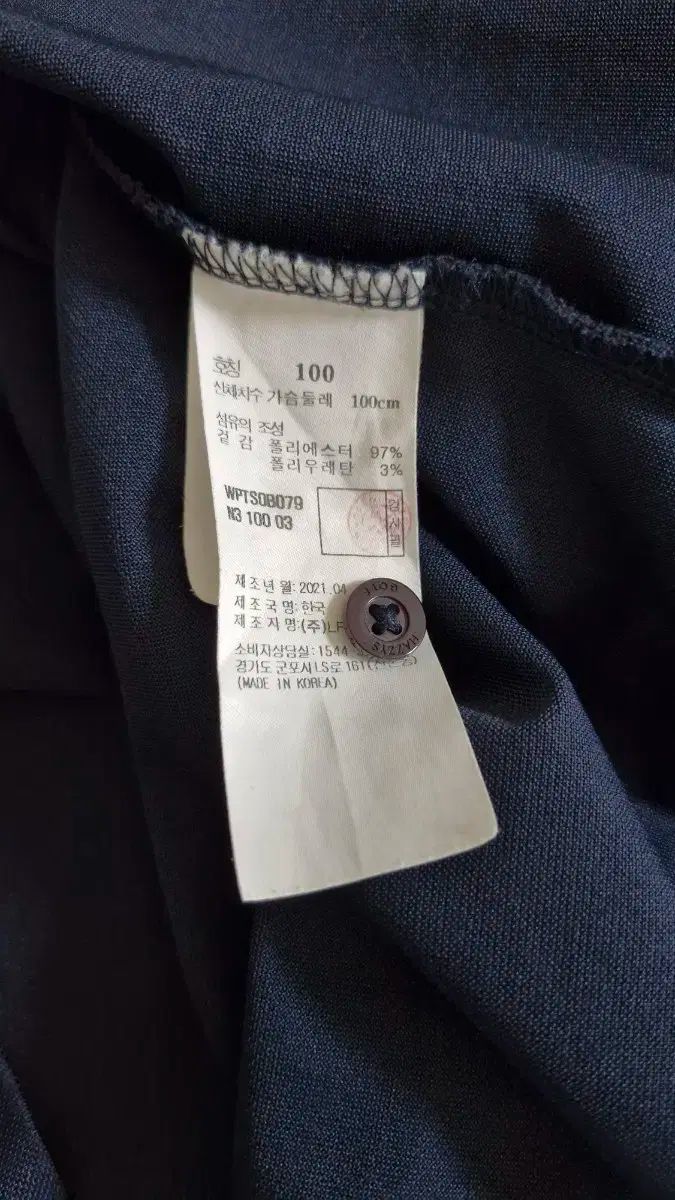 호칭 100
신체치수 가슴둘레 100cm
섬유의 조성
겉 감 폴리에스터 97%
폴리우레탄 3%
WPTS0B079
N3 100 03
검사필
제조년월: 2021.04
제조국명: 한국
제조자명: (주)LF
소비자상담실: 1544
경기도 군포시 LS로 161
(MADE IN KOREA)
HAZZYS
GOLF